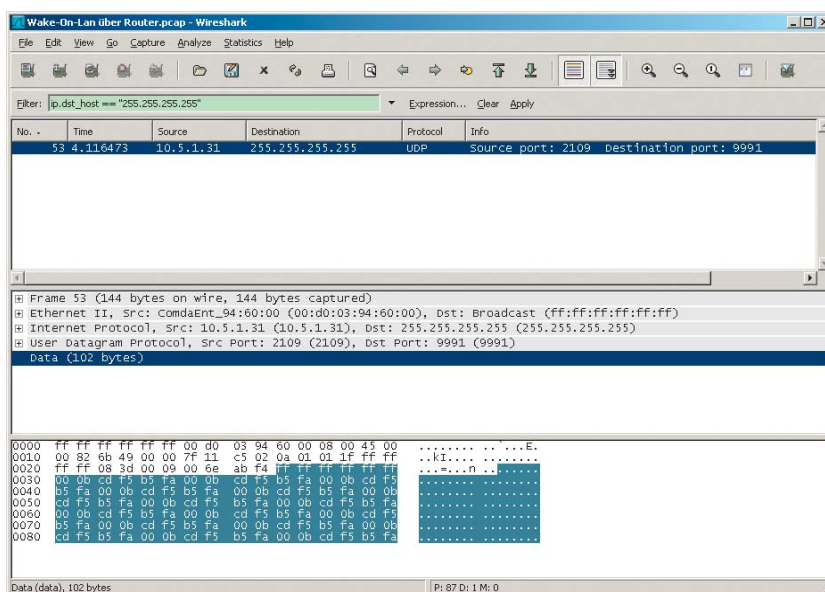 Wake-On-Lan über Router.pcap - Wireshark
File Edit View Go Capture Analyze Statistics Help
Filter: ip.dst_host == "255.255.255.255" Expression... Clear Apply
No. . Time Source Destination Protocol Info
53 4.116473 10.5.1.31 255.255.255.255 UDP Source port: 2109 Destination port: 9991
Frame 53 (144 bytes on wire, 144 bytes captured)
Ethernet II, Src: ComdaEnt_94:60:00 (00:d0:03:94:60:00), Dst: Broadcast (ff:ff:ff:ff:ff:ff)
Internet Protocol, Src: 10.5.1.31 (10.5.1.31), Dst: 255.255.255.255 (255.255.255.255)
User Datagram Protocol, Src Port: 2109 (2109), Dst Port: 9991 (9991)
Data (102 bytes)
0000 ff ff ff ff ff ff 00 d0 03 94 60 00 08 00 45 00 ........ ..`...E.
0010 00 82 6b 49 00 00 7f 11 c5 02 0a 01 01 1f ff ff ..kI.... ........
0020 ff ff 08 3d 00 09 00 6e ab f4 ff ff ff ff ff ff ...=...n ........
0030 00 0b cd f5 b5 fa 00 0b cd f5 b5 fa 00 0b cd f5 ........ ........
0040 b5 fa 00 0b cd f5 b5 fa 00 0b cd f5 b5 fa 00 0b ........ ........
0050 cd f5 b5 fa 00 0b cd f5 b5 fa 00 0b cd f5 b5 fa ........ ........
0060 00 0b cd f5 b5 fa 00 0b cd f5 b5 fa 00 0b cd f5 ........ ........
0070 b5 fa 00 0b cd f5 b5 fa 00 0b cd f5 b5 fa 00 0b ........ ........
0080 cd f5 b5 fa 00 0b cd f5 b5 fa 00 0b cd f5 b5 fa ........ ........
Data (data), 102 bytes P: 87 D: 1 M: 0